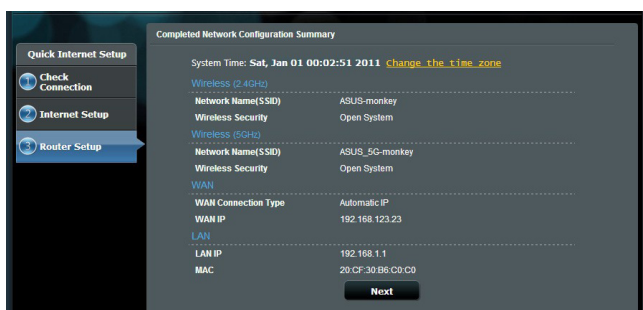 Completed Network Configuration Summary
Quick Internet Setup
1 Check Connection
2 Internet Setup
3 Router Setup
System Time: Sat, Jan 01 00:02:51 2011 Change the time zone
Wireless (2.4GHz)
Network Name(SSID) ASUS-monkey
Wireless Security Open System
Wireless (5GHz)
Network Name(SSID) ASUS_5G-monkey
Wireless Security Open System
WAN
WAN Connection Type Automatic IP
WAN IP 192.168.123.23
LAN
LAN IP 192.168.1.1
MAC 20:CF:30:B6:C0:C0
Next